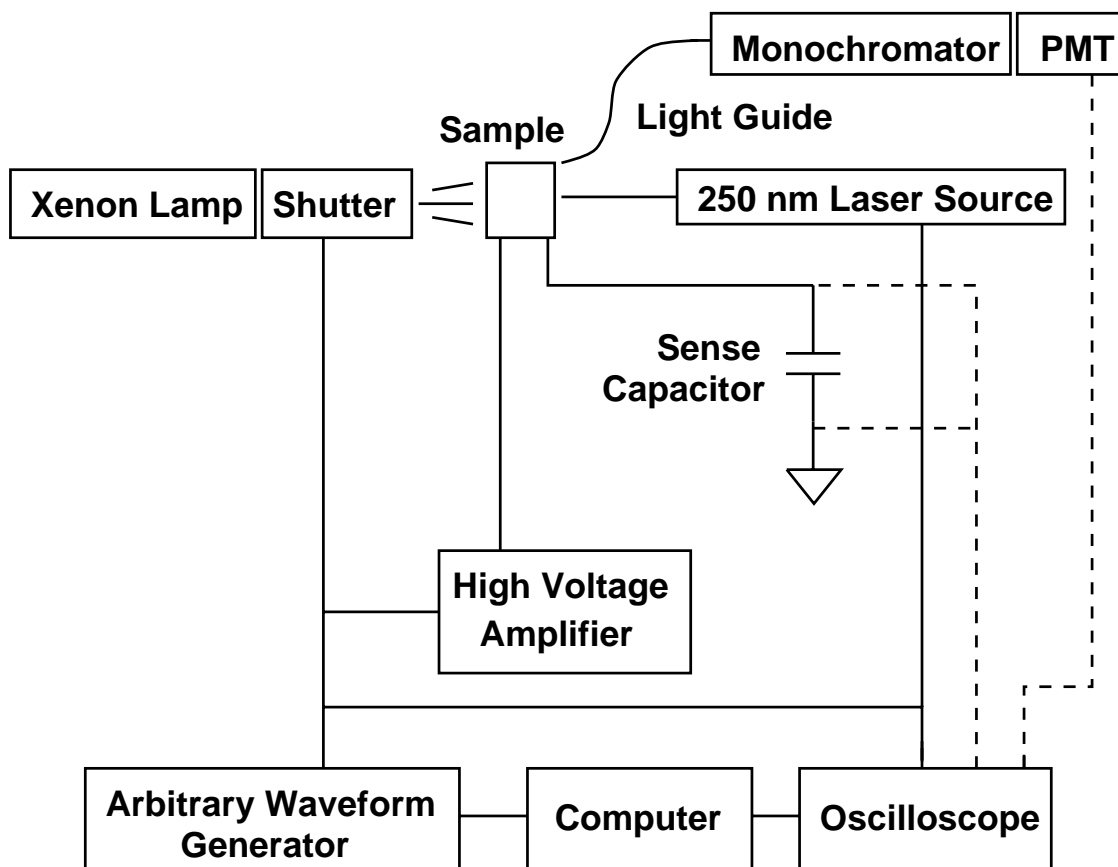 Monochromator
PMT
Light Guide
Sample
Xenon Lamp
Shutter
250 nm Laser Source
Sense
Capacitor
High Voltage
Amplifier
Arbitrary Waveform
Generator
Computer
Oscilloscope